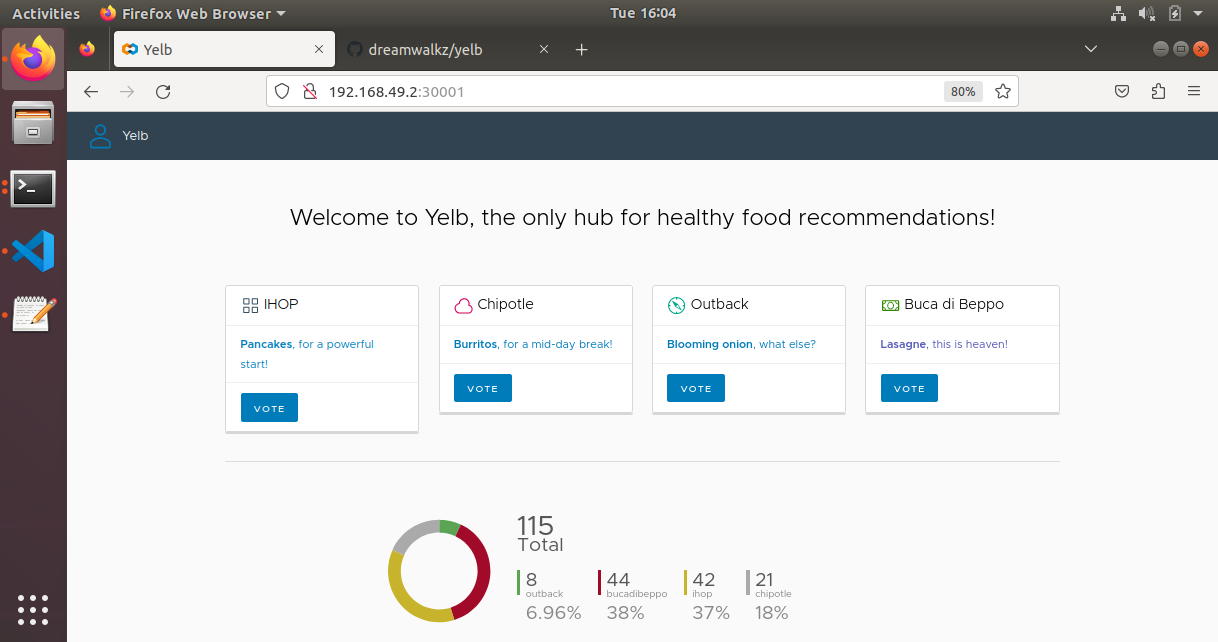 Activities Firefox Web Browser Tue 16:04
Yelb dreamwalkz/yelb
192.168.49.2:30001 80%
Yelb
Welcome to Yelb, the only hub for healthy food recommendations!
IHOP Chipotle Outback Buca di Beppo
Pancakes, for a powerful start! Burritos, for a mid-day break! Blooming onion, what else? Lasagne, this is heaven!
VOTE VOTE VOTE VOTE
115
Total
8 44 42 21
outback bucadibeppo ihop chipotle
6.96% 38% 37% 18%